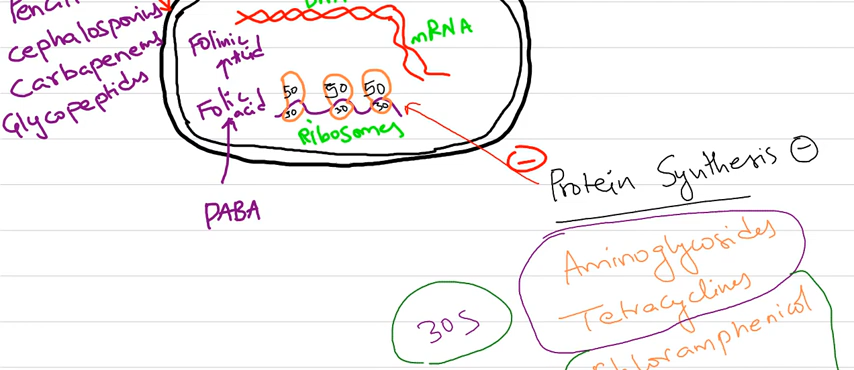 cephalosporins
Carbapenems
Glycopeptides
mRNA
Folinic
acid
Folic
acid
50 50 50
30 30 30
Ribosomes
PABA
Protein Synthesis
Aminoglycosides
Tetracyclines
30S
Chloramphenicol